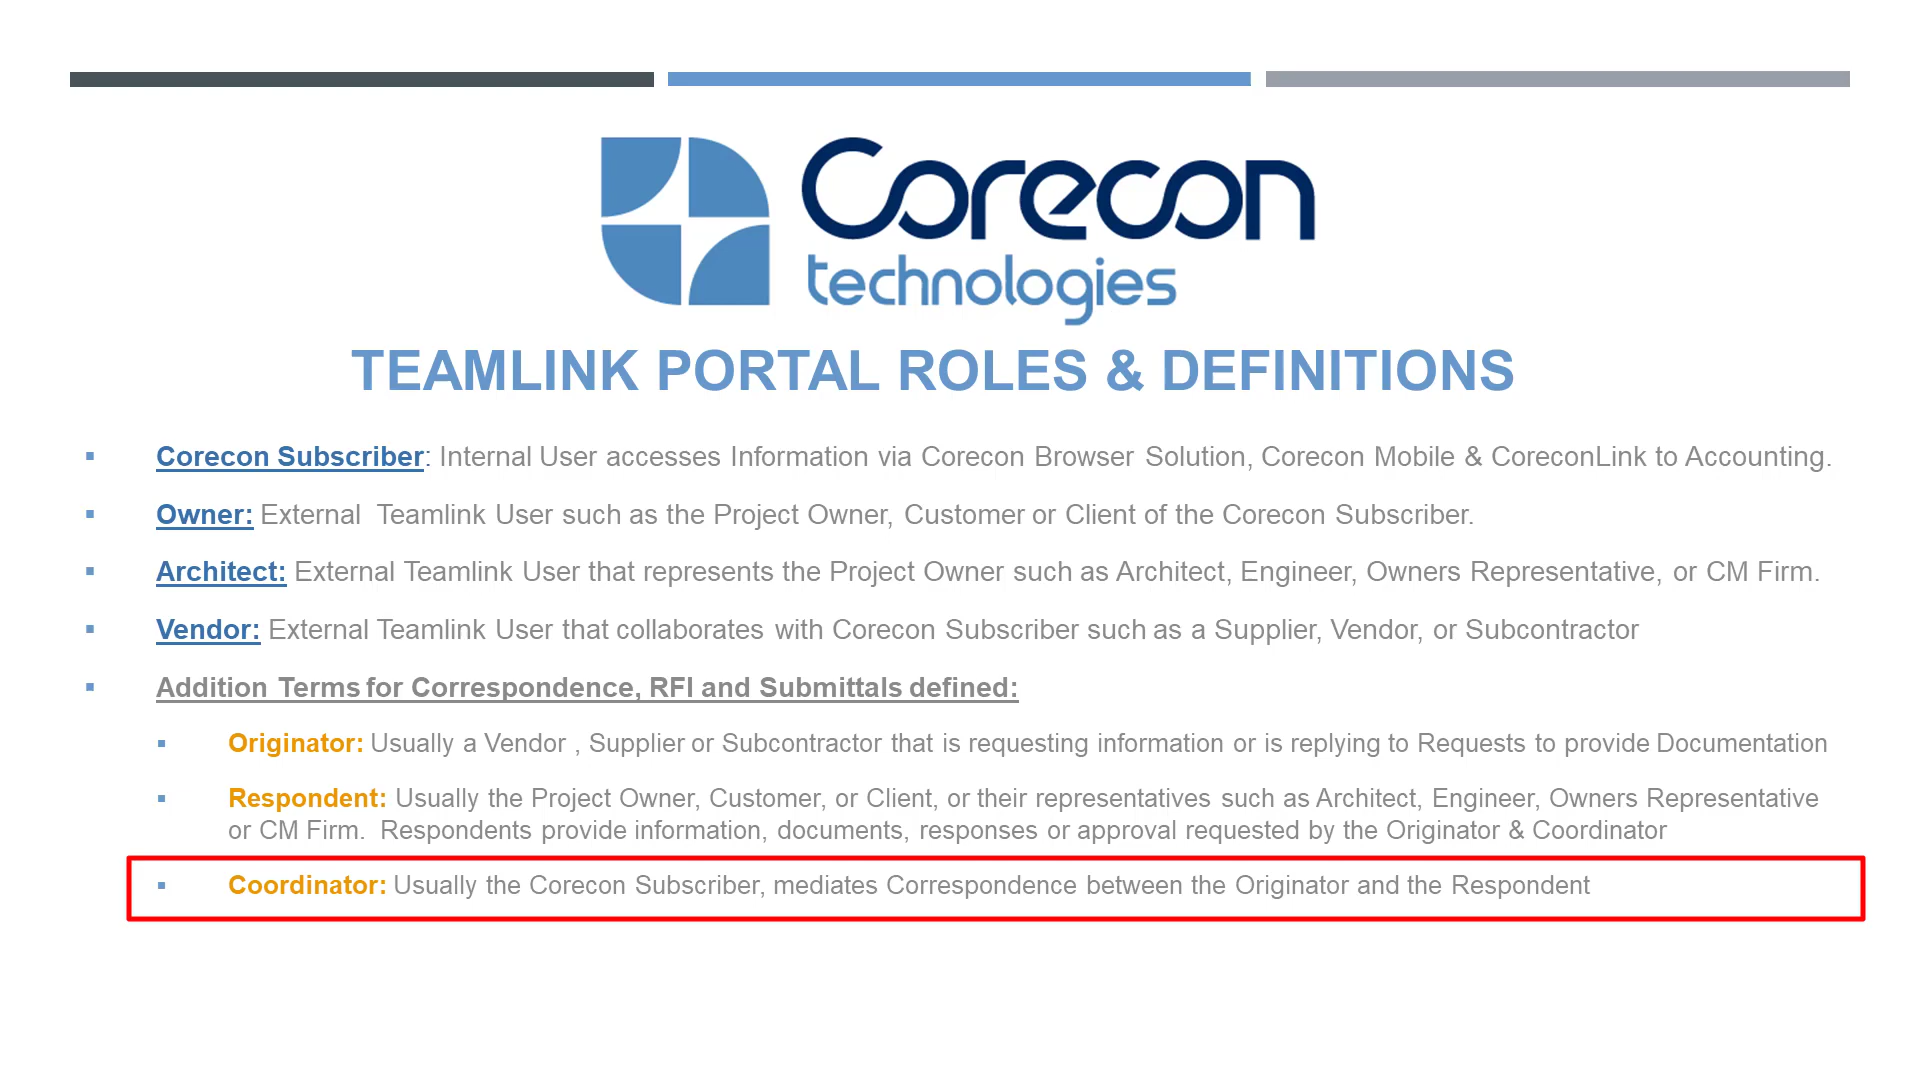 Corecon
technologies
TEAMLINK PORTAL ROLES & DEFINITIONS
▪ Corecon Subscriber: Internal User accesses Information via Corecon Browser Solution, Corecon Mobile & CoreconLink to Accounting.
▪ Owner: External Teamlink User such as the Project Owner, Customer or Client of the Corecon Subscriber.
▪ Architect: External Teamlink User that represents the Project Owner such as Architect, Engineer, Owners Representative, or CM Firm.
▪ Vendor: External Teamlink User that collaborates with Corecon Subscriber such as a Supplier, Vendor, or Subcontractor
▪ Addition Terms for Correspondence, RFI and Submittals defined:
▪ Originator: Usually a Vendor , Supplier or Subcontractor that is requesting information or is replying to Requests to provide Documentation
▪ Respondent: Usually the Project Owner, Customer, or Client, or their representatives such as Architect, Engineer, Owners Representative
or CM Firm. Respondents provide information, documents, responses or approval requested by the Originator & Coordinator
▪ Coordinator: Usually the Corecon Subscriber, mediates Correspondence between the Originator and the Respondent